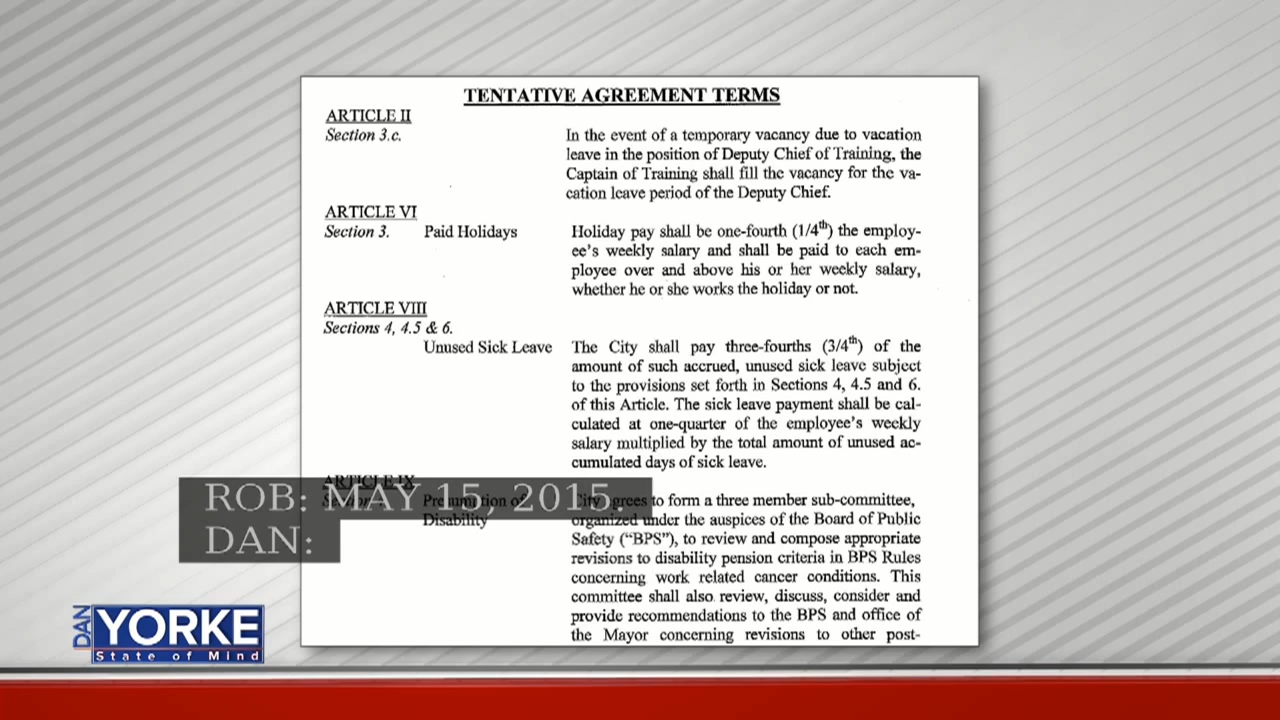 TENTATIVE AGREEMENT TERMS
ARTICLE II
Section 3.c.
In the event of a temporary vacancy due to vacation
leave in the position of Deputy Chief of Training, the
Captain of Training shall fill the vacancy for the va-
cation leave period of the Deputy Chief.
ARTICLE VI
Section 3. Paid Holidays
Holiday pay shall be one-fourth (1/4th) the employ-
ee's weekly salary and shall be paid to each em-
ployee over and above his or her weekly salary,
whether he or she works the holiday or not.
ARTICLE VIII
Sections 4, 4.5 & 6.
Unused Sick Leave
The City shall pay three-fourths (3/4th) of the
amount of such accrued, unused sick leave subject
to the provisions set forth in Sections 4, 4.5 and 6.
of this Article. The sick leave payment shall be cal-
culated at one-quarter of the employee's weekly
salary multiplied by the total amount of unused ac-
cumulated days of sick leave.
ARTICLE IX
Presumption of
Disability
City agrees to form a three member sub-committee,
organized under the auspices of the Board of Public
Safety ("BPS"), to review and compose appropriate
revisions to disability pension criteria in BPS Rules
concerning work related cancer conditions. This
committee shall also review, discuss, consider and
provide recommendations to the BPS and office of
the Mayor concerning revisions to other post-
ROB: MAY 15, 2015.
DAN:
DAN
YORKE
State of Mind